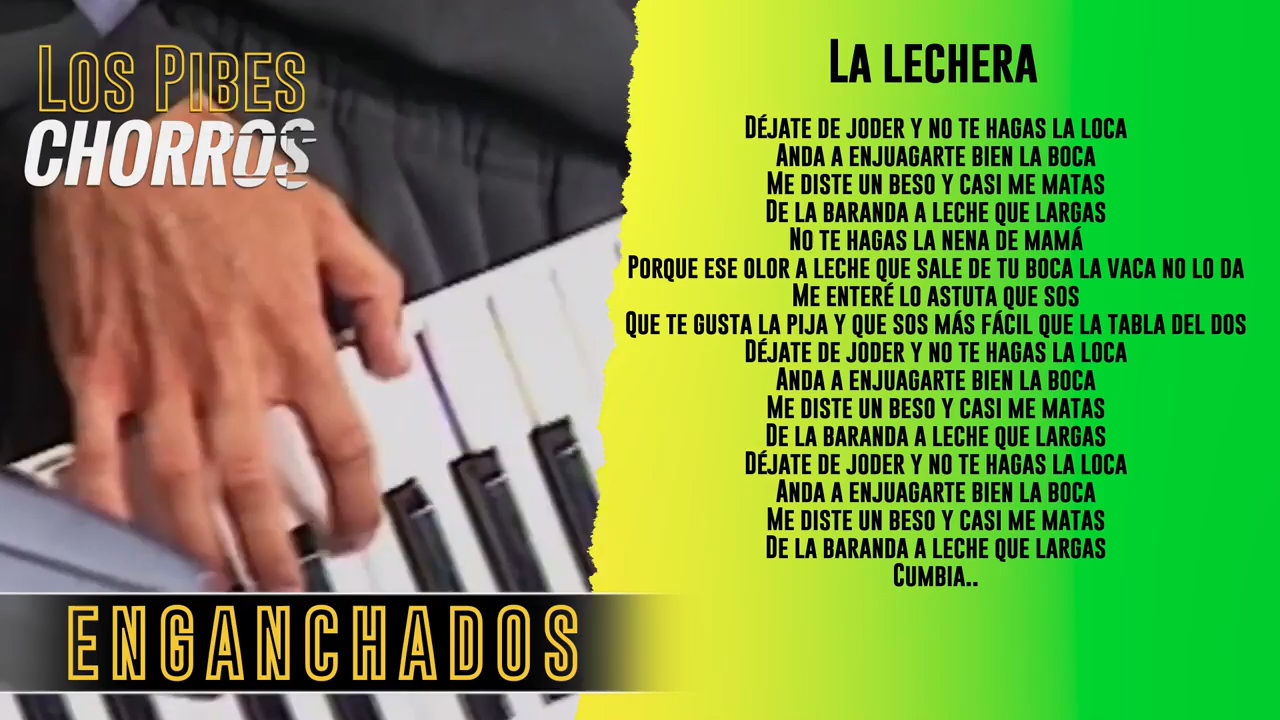 Los Pibes
CHORROS
ENGANCHADOS
La lechera
Déjate de joder y no te hagas la loca
Anda a enjuagarte bien la boca
Me diste un beso y casi me matas
De la baranda a leche que largas
No te hagas la nena de mamá
Porque ese olor a leche que sale de tu boca la vaca no lo da
Me enteré lo astuta que sos
Que te gusta la pija y que sos más fácil que la tabla del dos
Déjate de joder y no te hagas la loca
Anda a enjuagarte bien la boca
Me diste un beso y casi me matas
De la baranda a leche que largas
Déjate de joder y no te hagas la loca
Anda a enjuagarte bien la boca
Me diste un beso y casi me matas
De la baranda a leche que largas
Cumbia..